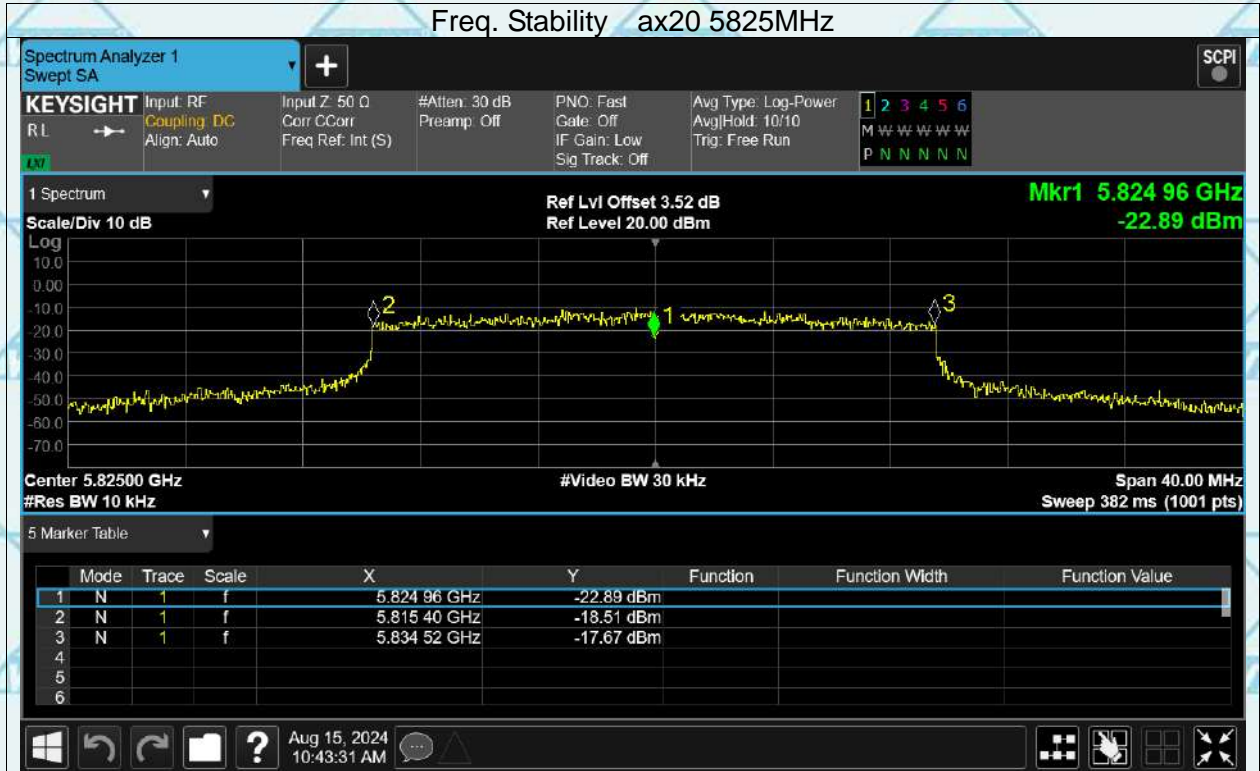 Freq. Stability ax20 5825MHz
Spectrum Analyzer 1
Swept SA
+
SCPI
KEYSIGHT
RL
LXI
Input: RF
Coupling: DC
Align: Auto
Input Z: 50 Ω
Corr CCorr
Freq Ref: Int (S)
#Atten: 30 dB
Preamp: Off
PNO: Fast
Gate: Off
IF Gain: Low
Sig Track: Off
Avg Type: Log-Power
Avg|Hold: 10/10
Trig: Free Run
1 2 3 4 5 6
M W W W W W
P N N N N N
1 Spectrum
Scale/Div 10 dB
Ref Lvl Offset 3.52 dB
Ref Level 20.00 dBm
Mkr1 5.824 96 GHz
-22.89 dBm
Log
10.0
0.00
-10.0
-20.0
-30.0
-40.0
-50.0
-60.0
-70.0
2
1
3
Center 5.82500 GHz
#Res BW 10 kHz
#Video BW 30 kHz
Span 40.00 MHz
Sweep 382 ms (1001 pts)
5 Marker Table
Mode Trace Scale X Y Function Function Width Function Value
1 N 1 f 5.824 96 GHz -22.89 dBm
2 N 1 f 5.815 40 GHz -18.51 dBm
3 N 1 f 5.834 52 GHz -17.67 dBm
4
5
6
?
Aug 15, 2024
10:43:31 AM